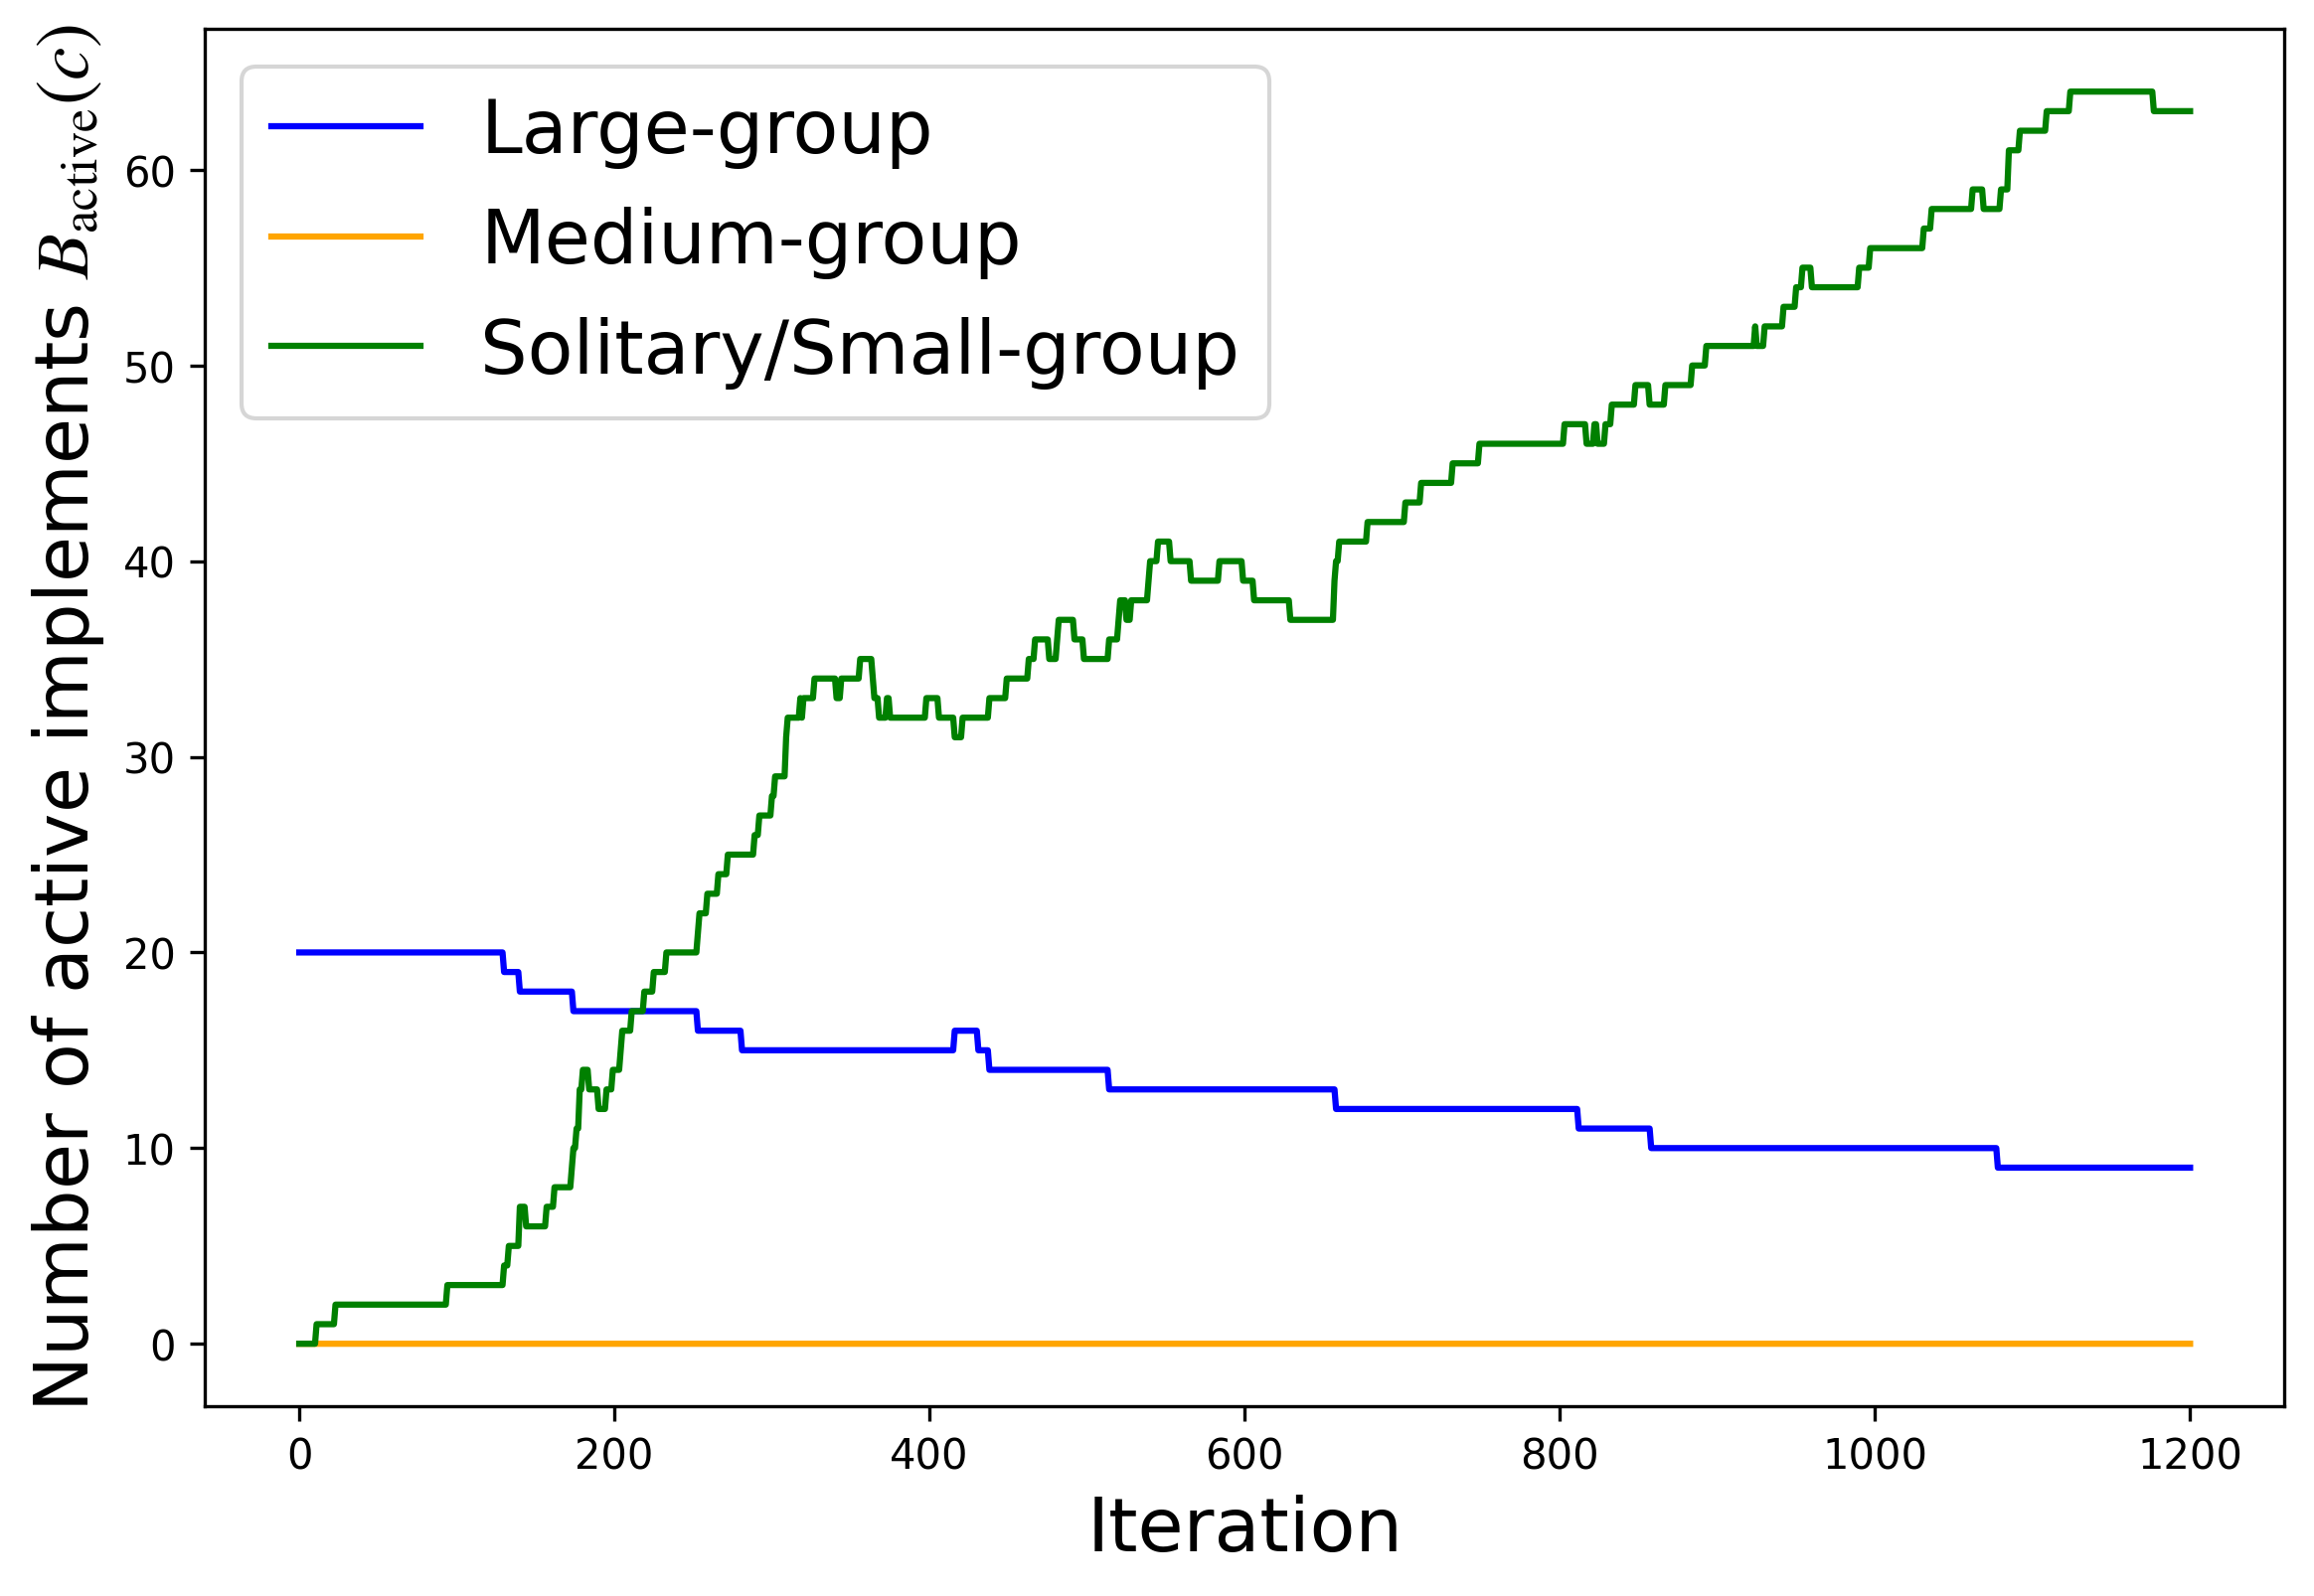 Number of active implements B_active(c)
Large-group
Medium-group
Solitary/Small-group
60
50
40
30
20
10
0
0 200 400 600 800 1000 1200
Iteration